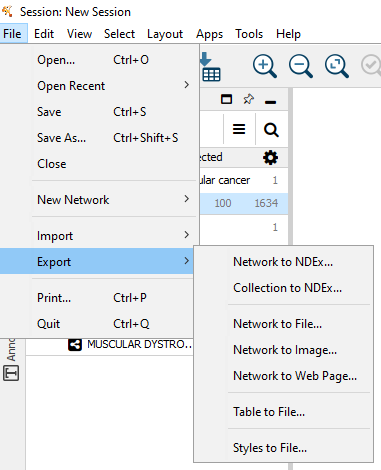 Session: New Session
File Edit View Select Layout Apps Tools Help
Open... Ctrl+O
Open Recent
Save Ctrl+S
Save As... Ctrl+Shift+S
Close
New Network
Import
Export
Print... Ctrl+P
Quit Ctrl+Q
Network to NDEx...
Collection to NDEx...
Network to File...
Network to Image...
Network to Web Page...
Table to File...
Styles to File...
ected
ular cancer 1
100 1634
1
MUSCULAR DYSTRO...
Anno